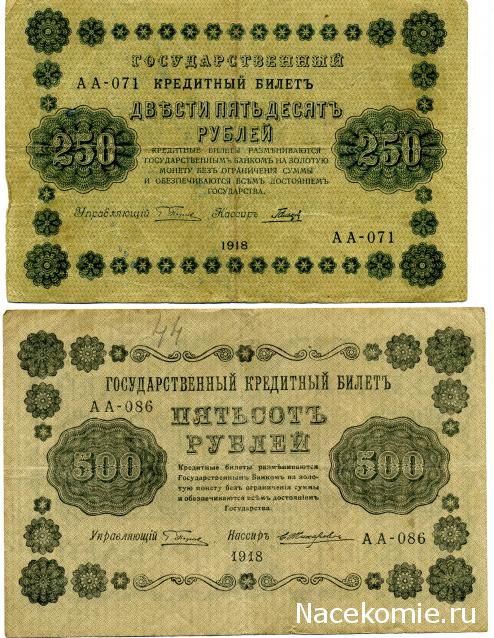 ГОСУДАРСТВЕННЫЙ
АА-071 КРЕДИТНЫЙ БИЛЕТЪ
ДВѢСТИ ПЯТЬДЕСЯТЪ
РУБЛЕЙ
250 250
КРЕДИТНЫЕ БИЛЕТЫ РАЗМѢНИВАЮТСЯ
ГОСУДАРСТВЕННЫМЪ БАНКОМЪ НА ЗОЛОТУЮ
МОНЕТУ БЕЗЪ ОГРАНИЧЕНІЯ СУММЫ
И ОБЕЗПЕЧИВАЮТСЯ ВСѢМЪ ДОСТОЯНІЕМЪ
ГОСУДАРСТВА.
Управляющій Кассиръ
1918
АА-071
44
ГОСУДАРСТВЕННЫЙ КРЕДИТНЫЙ БИЛЕТЪ
АА-086
ПЯТЬСОТЪ
РУБЛЕЙ
500 500
Кредитные билеты размѣниваются
Государственнымъ Банкомъ на золо-
тую монету безъ ограниченія суммы
и обезпечиваются всѣмъ достояніемъ
Государства.
Управляющій Кассиръ
АА-086
1918
Nacekomie.ru